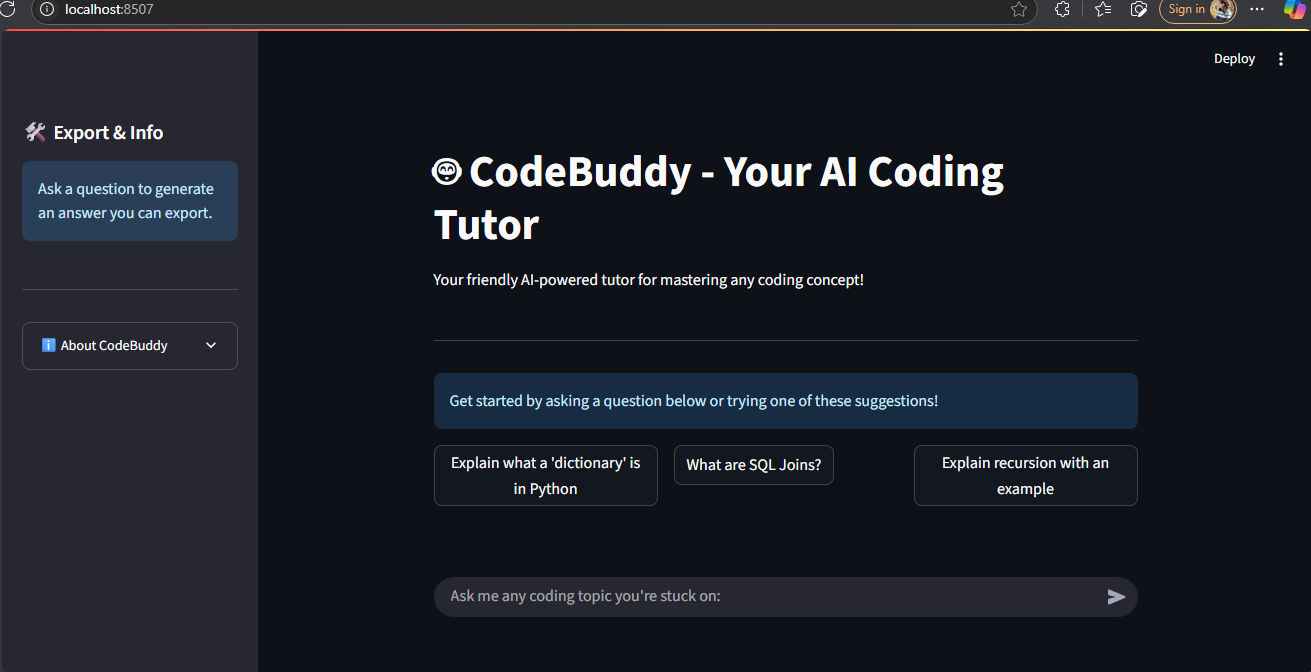 localhost:8507
Sign in
Deploy
Export & Info
Ask a question to generate
an answer you can export.
About CodeBuddy
CodeBuddy - Your AI Coding
Tutor
Your friendly AI-powered tutor for mastering any coding concept!
Get started by asking a question below or trying one of these suggestions!
Explain what a 'dictionary' is
in Python
What are SQL Joins?
Explain recursion with an
example
Ask me any coding topic you're stuck on: